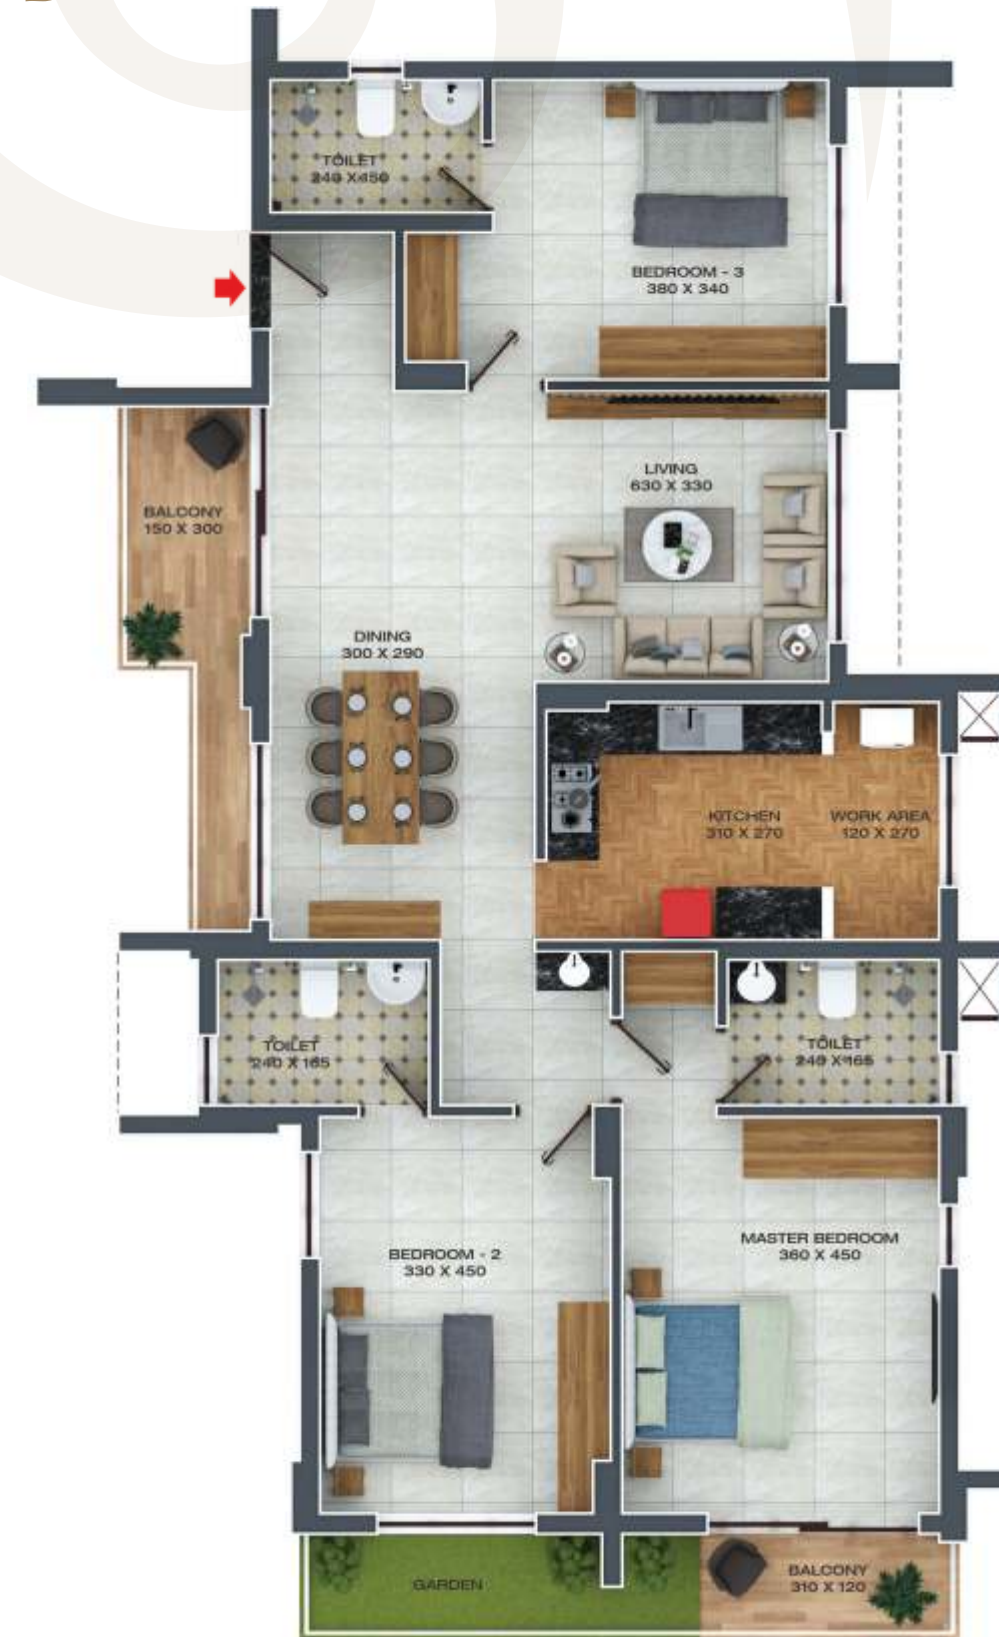 TOILET
240 X 450
BEDROOM - 3
380 X 340
LIVING
630 X 330
BALCONY
150 X 300
DINING
300 X 290
KITCHEN
310 X 270
WORK AREA
120 X 270
TOILET
240 X 165
TOILET
240 X 165
BEDROOM - 2
330 X 450
MASTER BEDROOM
360 X 450
GARDEN
BALCONY
310 X 120